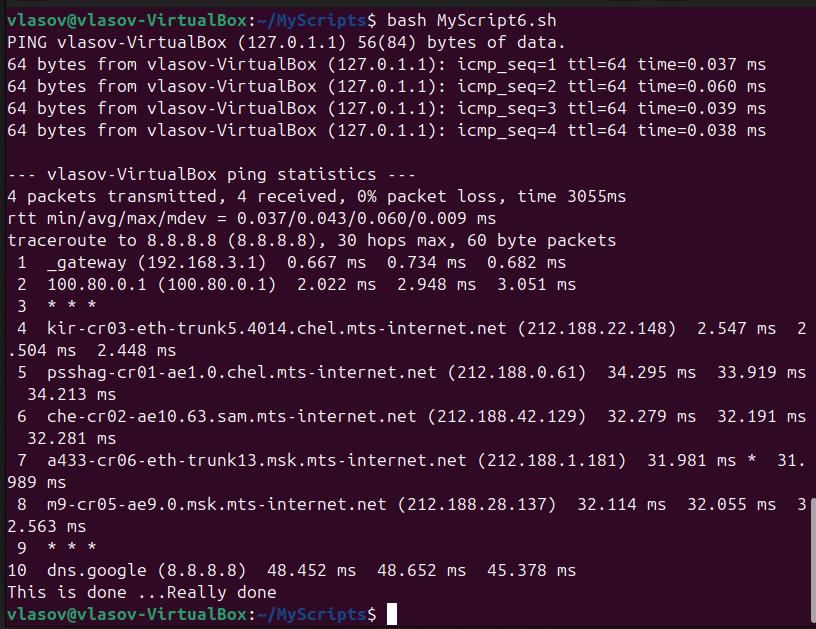 vlasov@vlasov-VirtualBox:~/MyScripts$ bash MyScript6.sh
PING vlasov-VirtualBox (127.0.1.1) 56(84) bytes of data.
64 bytes from vlasov-VirtualBox (127.0.1.1): icmp_seq=1 ttl=64 time=0.037 ms
64 bytes from vlasov-VirtualBox (127.0.1.1): icmp_seq=2 ttl=64 time=0.060 ms
64 bytes from vlasov-VirtualBox (127.0.1.1): icmp_seq=3 ttl=64 time=0.039 ms
64 bytes from vlasov-VirtualBox (127.0.1.1): icmp_seq=4 ttl=64 time=0.038 ms

--- vlasov-VirtualBox ping statistics ---
4 packets transmitted, 4 received, 0% packet loss, time 3055ms
rtt min/avg/max/mdev = 0.037/0.043/0.060/0.009 ms
traceroute to 8.8.8.8 (8.8.8.8), 30 hops max, 60 byte packets
 1  _gateway (192.168.3.1)  0.667 ms  0.734 ms  0.682 ms
 2  100.80.0.1 (100.80.0.1)  2.022 ms  2.948 ms  3.051 ms
 3  * * *
 4  kir-cr03-eth-trunk5.4014.chel.mts-internet.net (212.188.22.148)  2.547 ms  2
.504 ms  2.448 ms
 5  psshag-cr01-ae1.0.chel.mts-internet.net (212.188.0.61)  34.295 ms  33.919 ms
  34.213 ms
 6  che-cr02-ae10.63.sam.mts-internet.net (212.188.42.129)  32.279 ms  32.191 ms
  32.281 ms
 7  a433-cr06-eth-trunk13.msk.mts-internet.net (212.188.1.181)  31.981 ms *  31.
989 ms
 8  m9-cr05-ae9.0.msk.mts-internet.net (212.188.28.137)  32.114 ms  32.055 ms  3
2.563 ms
 9  * * *
10  dns.google (8.8.8.8)  48.452 ms  48.652 ms  45.378 ms
This is done ...Really done
vlasov@vlasov-VirtualBox:~/MyScripts$